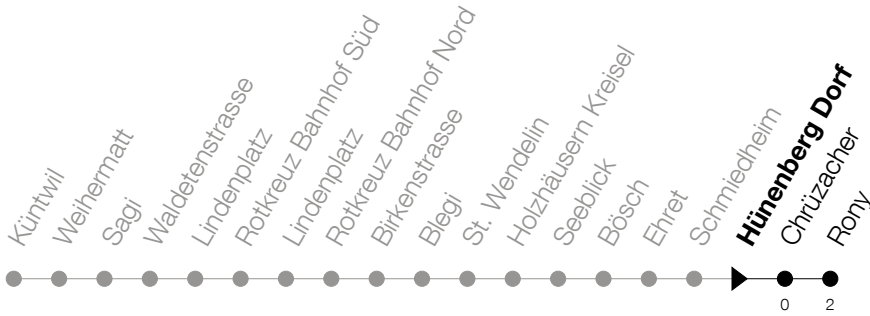 Küntwil
Weihermatt
Sagi
Waldetenstrasse
Lindenplatz
Rotkreuz Bahnhof Süd
Lindenplatz
Rotkreuz Bahnhof Nord
Birkenstrasse
Blegi
St. Wendelin
Holzhäusern Kreisel
Seeblick
Bösch
Ehret
Schmiedheim
Hünenberg Dorf
Chrüzacher
Rony
0
2